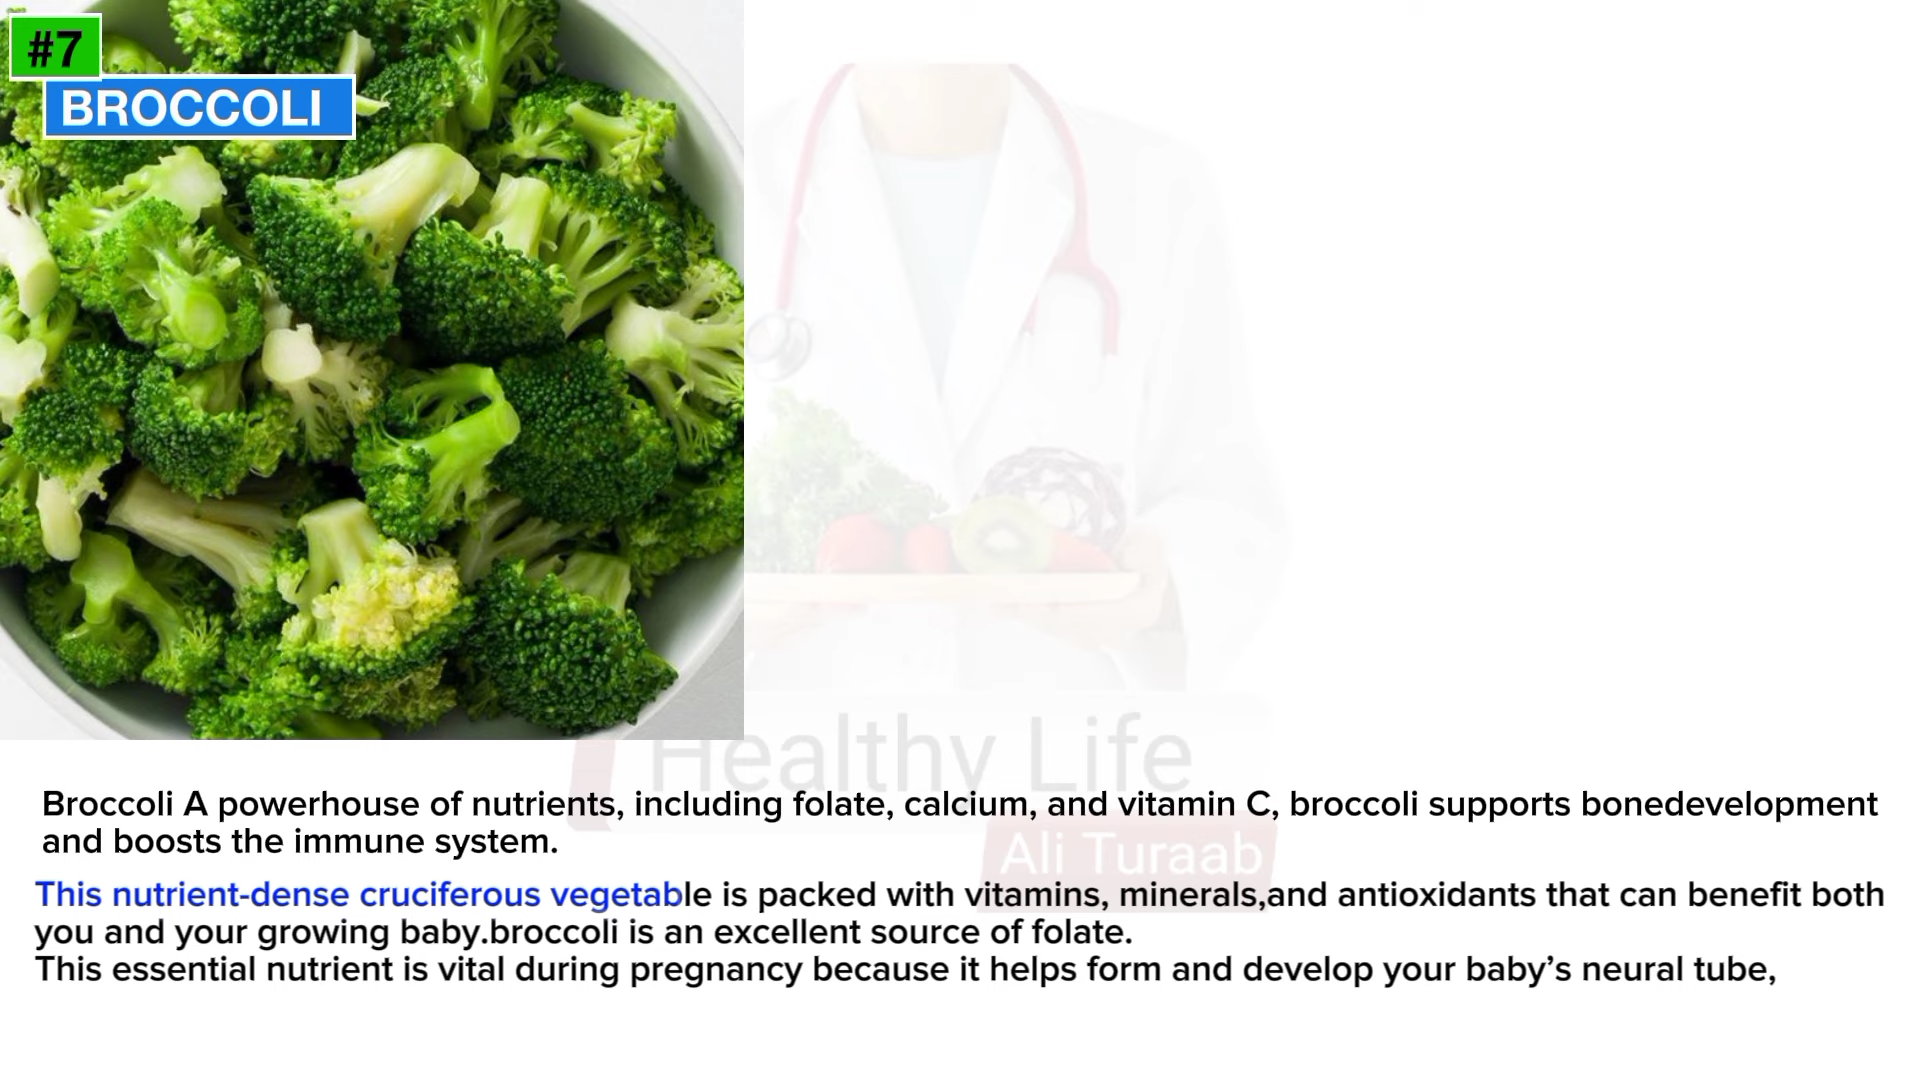 #7
BROCCOLI
Healthy Life
Broccoli A powerhouse of nutrients, including folate, calcium, and vitamin C, broccoli supports bonedevelopment
and boosts the immune system.
Ali Turaab
This nutrient-dense cruciferous vegetable is packed with vitamins, minerals,and antioxidants that can benefit both
you and your growing baby.broccoli is an excellent source of folate.
This essential nutrient is vital during pregnancy because it helps form and develop your baby’s neural tube,